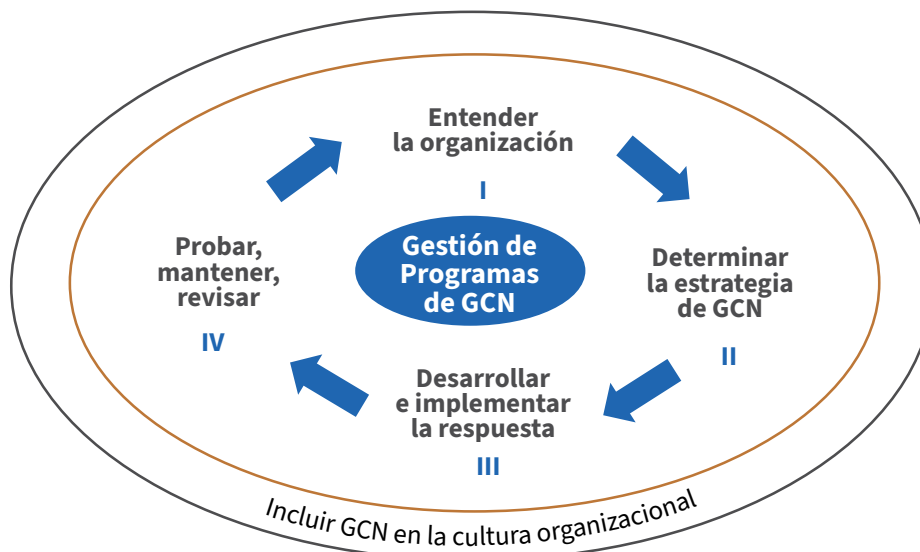 Entender
la organización
I
Probar,
mantener,
revisar
IV
Gestión de
Programas
de GCN
Determinar
la estrategia
de GCN
II
Desarrollar
e implementar
la respuesta
III
Incluir GCN en la cultura organizacional